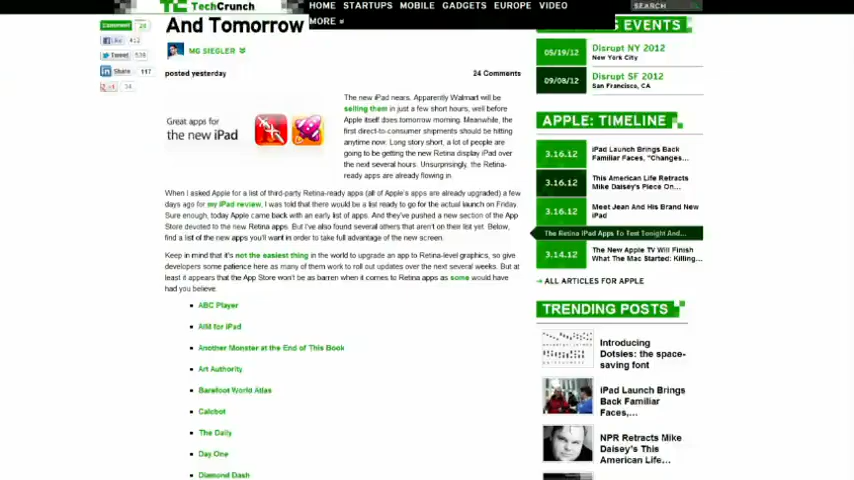 TechCrunch
HOME STARTUPS MOBILE GADGETS EUROPE VIDEO
MORE
SEARCH
And Tomorrow
MG SIEGLER
posted yesterday
24 Comments
Comment 24
Like 412
Tweet 539
Share 117
34
Great apps for
the new iPad
The new iPad nears. Apparently Walmart will be
selling them in just a few short hours, well before
Apple itself does tomorrow morning. Meanwhile, the
first direct-to-consumer shipments should be hitting
anytime now. Long story short, a lot of people are
going to be getting the new Retina display iPad over
the next several hours. Unsurprisingly, the Retina-
ready apps are already flowing in.
When I asked Apple for a list of third-party Retina-ready apps (all of Apple's apps are already upgraded) a few
days ago for my iPad review, I was told that there would be a list ready to go for the actual launch on Friday.
Sure enough, today Apple came back with an early list of apps. And they've pushed a new section of the App
Store devoted to the new Retina apps. But I've also found several others that aren't on their list yet. Below,
find a list of the new apps you'll want in order to take full advantage of the new screen.
Keep in mind that it's not the easiest thing in the world to upgrade an app to Retina-level graphics, so give
developers some patience here as many of them work to roll out updates over the next several weeks. But at
least it appears that the App Store won't be as barren when it comes to Retina apps as some would have
had you believe.
ABC Player
AIM for iPad
Another Monster at the End of This Book
Art Authority
Barefoot World Atlas
Calcbot
The Daily
Day One
Diamond Dash
EVENTS
05/19/12 Disrupt NY 2012
New York City
09/08/12 Disrupt SF 2012
San Francisco, CA
APPLE: TIMELINE
3.16.12 iPad Launch Brings Back
Familiar Faces, "Changes...
3.16.12 This American Life Retracts
Mike Daisey's Piece On...
3.16.12 Meet Jean And His Brand New
iPad
The Retina iPad Apps To Test Tonight And...
3.14.12 The New Apple TV Will Finish
What The Mac Started: Killing...
ALL ARTICLES FOR APPLE
TRENDING POSTS
Introducing
Dotsies: the space-
saving font
iPad Launch Brings
Back Familiar
Faces,...
NPR Retracts Mike
Daisey's This
American Life...